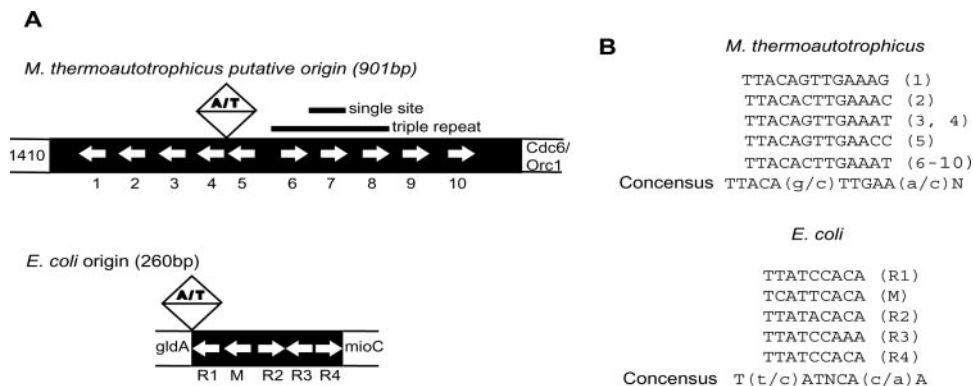 A
M. thermoautotrophicus putative origin (901bp)
A/T
single site
triple repeat
1410
Cdc6/
Orc1
1 2 3 4 5 6 7 8 9 10
E. coli origin (260bp)
A/T
gldA
mioC
R1 M R2 R3 R4
B
M. thermoautotrophicus
TTACAGTTGAAAG (1)
TTACACTTGAAAC (2)
TTACAGTTGAAAT (3, 4)
TTACAGTTGAACC (5)
TTACACTTGAAAT (6-10)
Concensus TTACA(g/c)TTGAA(a/c)N
E. coli
TTATCCACA (R1)
TCATTCACA (M)
TTATACACA (R2)
TTATCCAAA (R3)
TTATCCACA (R4)
Concensus T(t/c)ATNCA(c/a)A